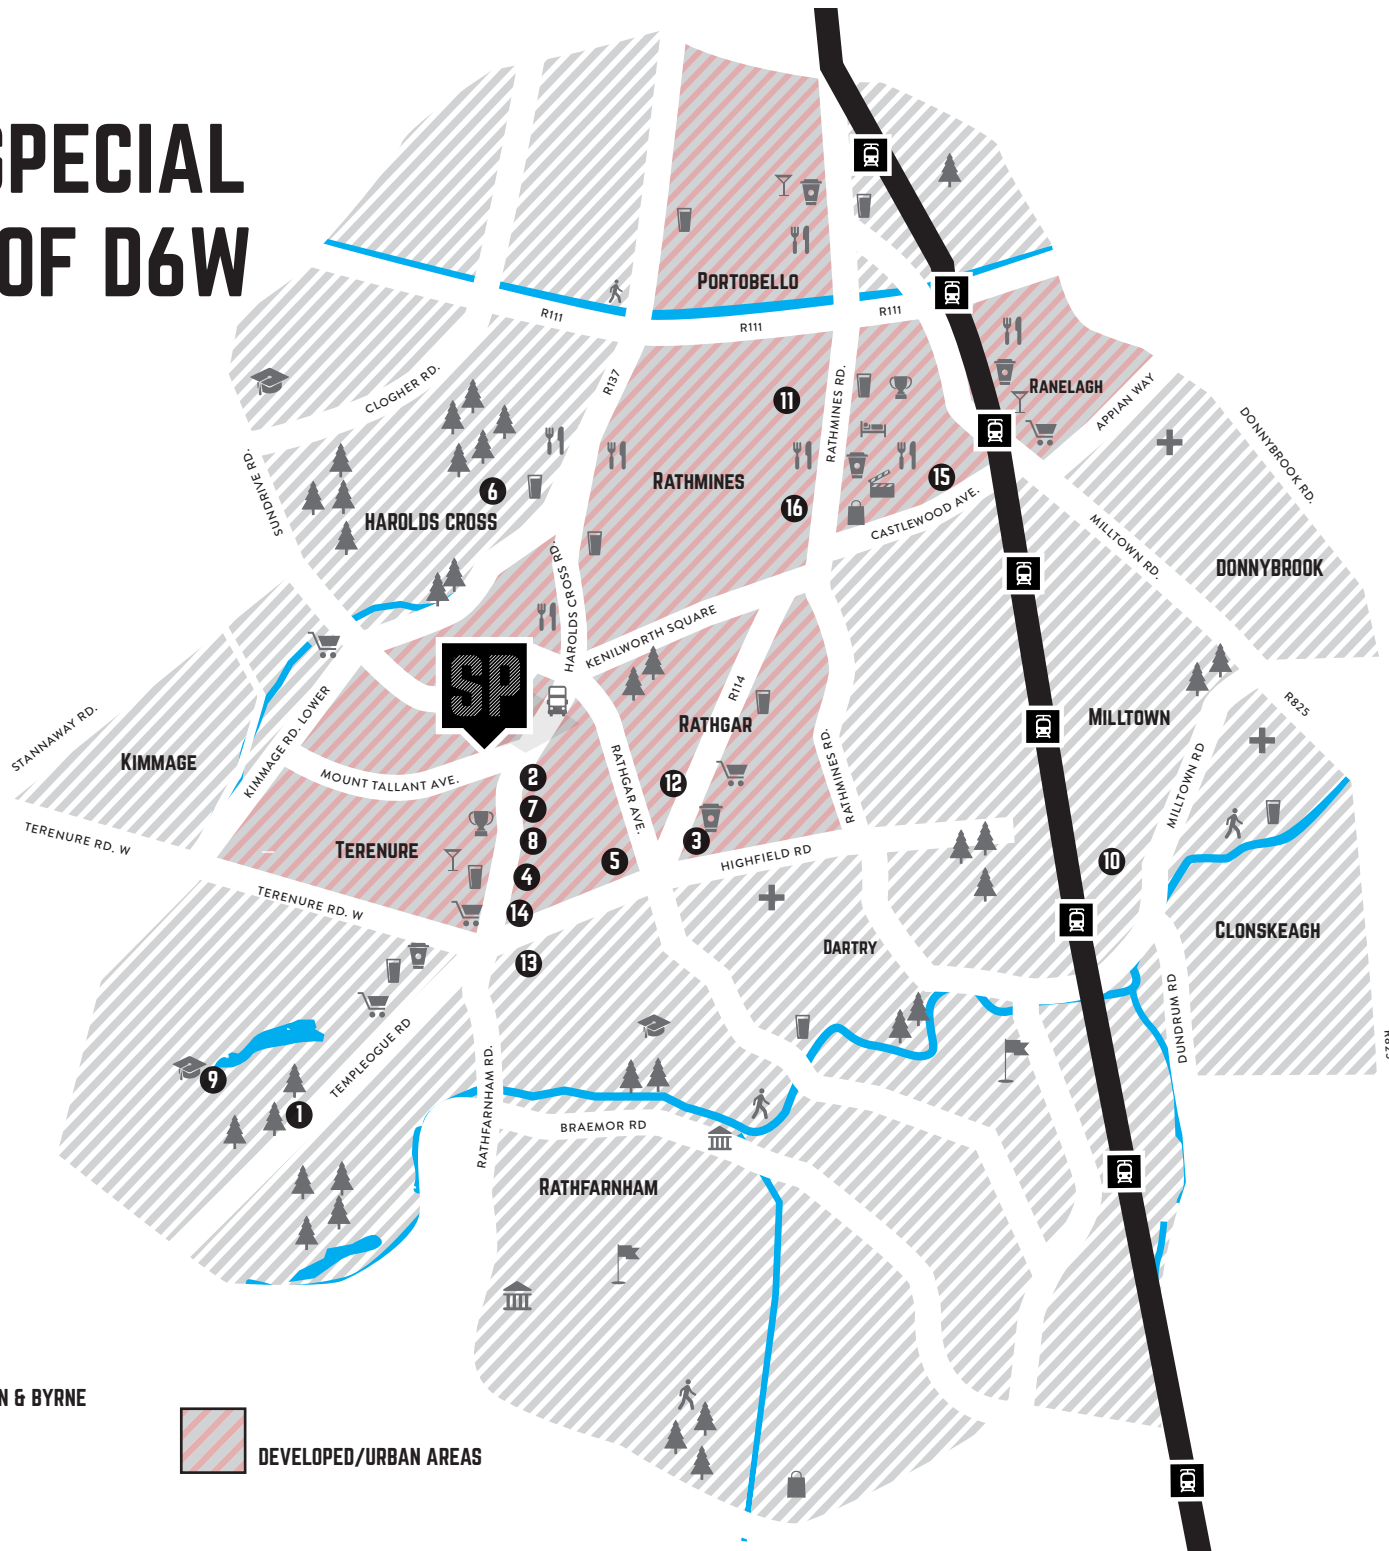 SPECIAL
OF D6W
PORTOBELLO
R111
R111
R111
R137
CLOGHER RD.
RATHMINES RD.
RANELAGH
APPIAN WAY
DONNYBROOK RD.
11
SUNDRIVE RD.
6
HAROLDS CROSS
RATHMINES
16
15
CASTLEWOOD AVE.
MILLTOWN RD.
DONNYBROOK
HAROLDS CROSS RD.
KENILWORTH SQUARE
SP
R114
RATHGAR
MILLTOWN
R825
STANNAWAY RD.
KIMMAGE
KIMMAGE RD. LOWER
MOUNT TALLANT AVE.
RATHGAR AVE.
RATHMINES RD.
MILLTOWN RD
2
7
8
4
14
13
12
3
5
10
TERENURE RD. W
TERENURE
TERENURE RD. W
HIGHFIELD RD
DARTRY
CLONSKEAGH
DUNDRUM RD
TEMPLEOGUE RD
9
1
RATHFARNHAM RD.
BRAEMOR RD
RATHFARNHAM
N & BYRNE
DEVELOPED/URBAN AREAS